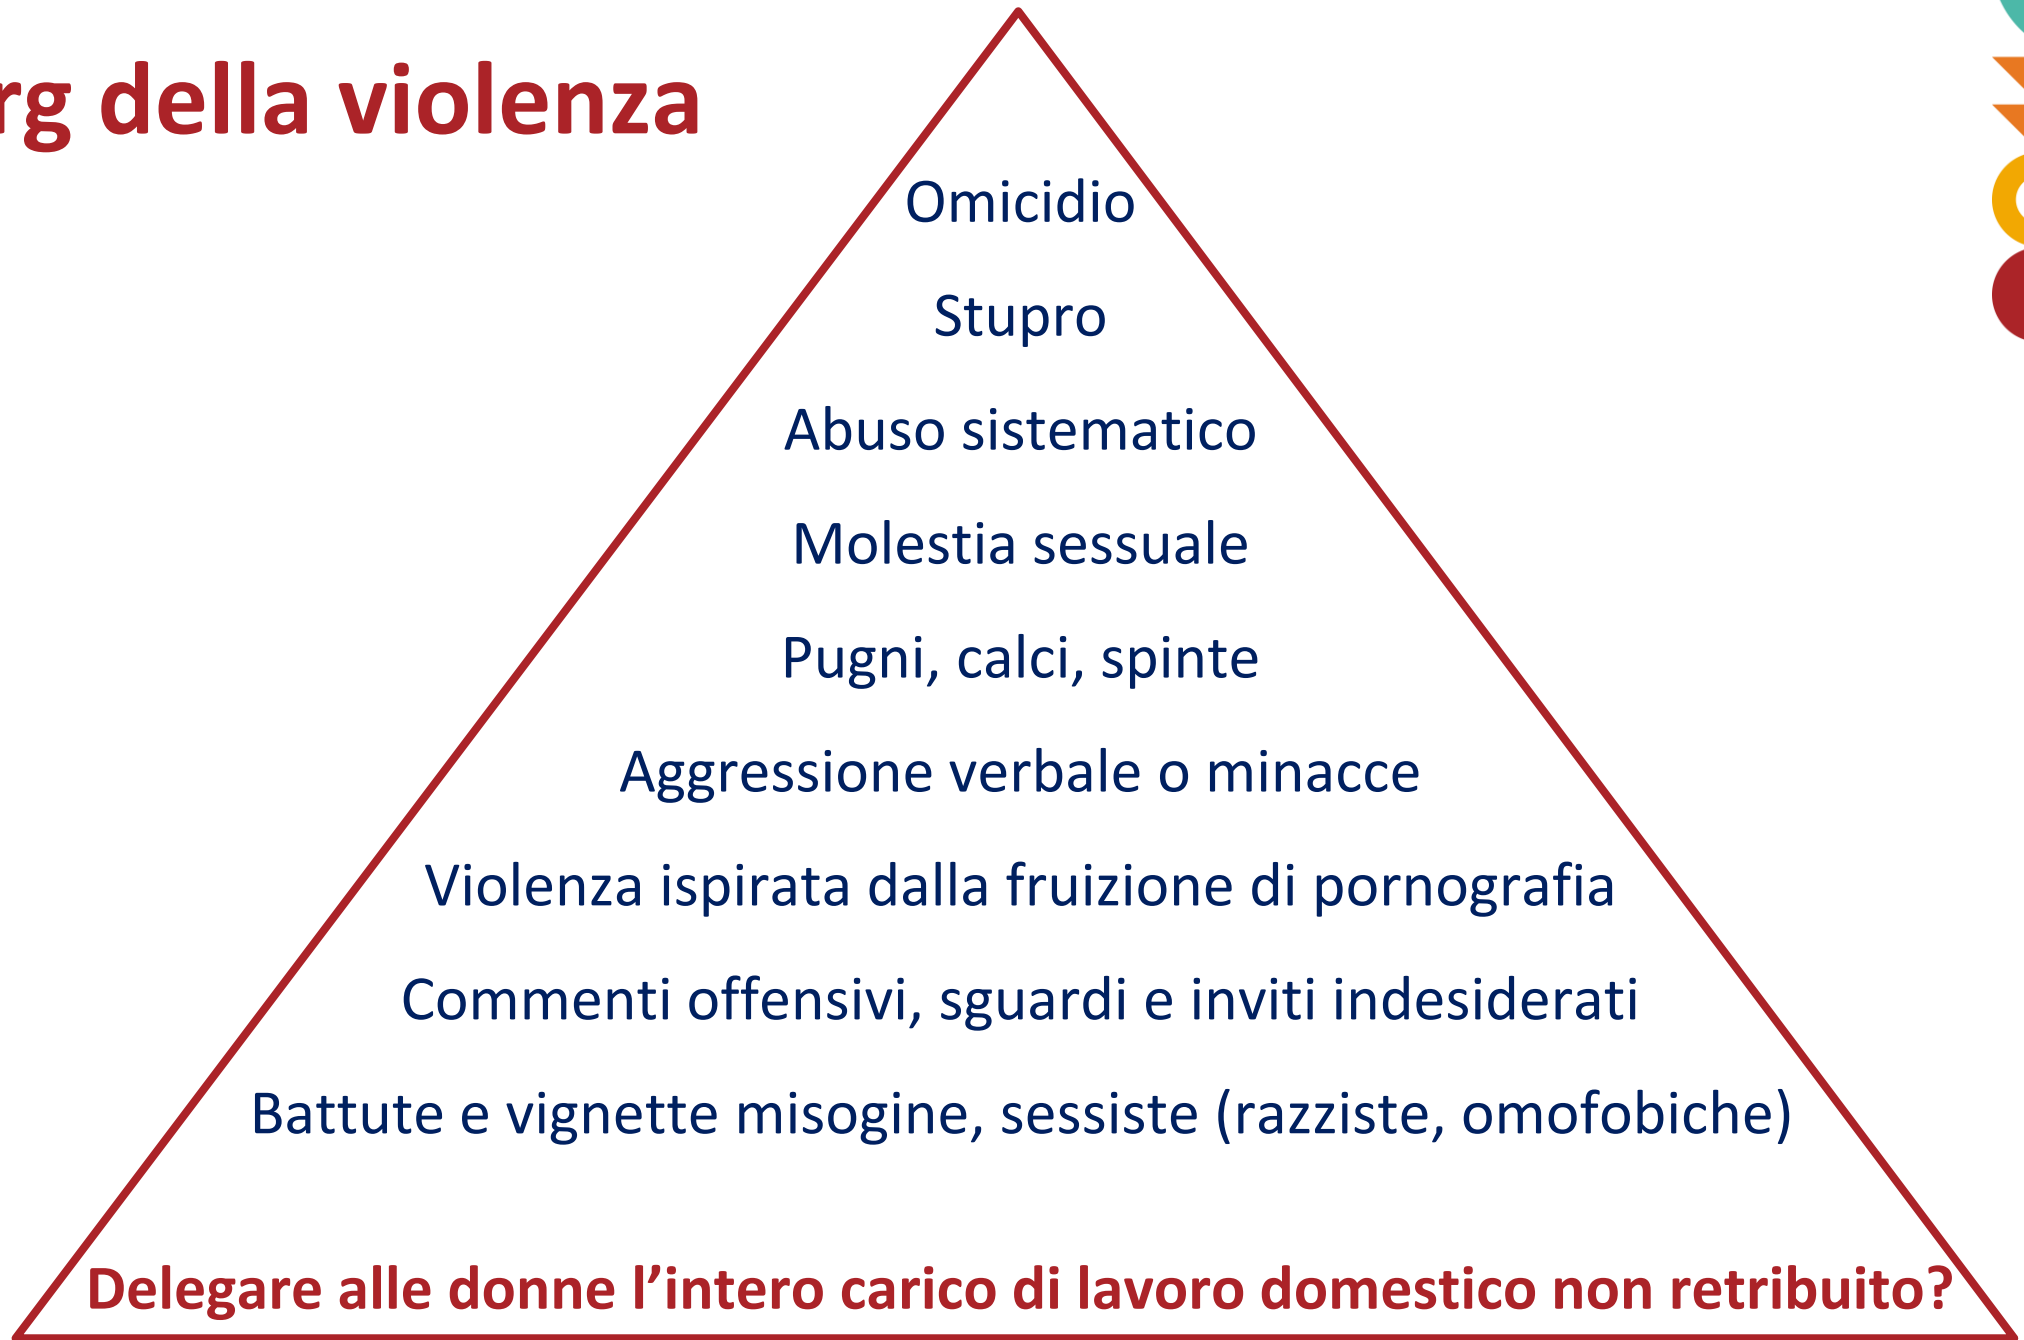 rg della violenza
Omicidio
Stupro
Abuso sistematico
Molestia sessuale
Pugni, calci, spinte
Aggressione verbale o minacce
Violenza ispirata dalla fruizione di pornografia
Commenti offensivi, sguardi e inviti indesiderati
Battute e vignette misogine, sessiste (razziste, omofobiche)
Delegare alle donne l’intero carico di lavoro domestico non retribuito?